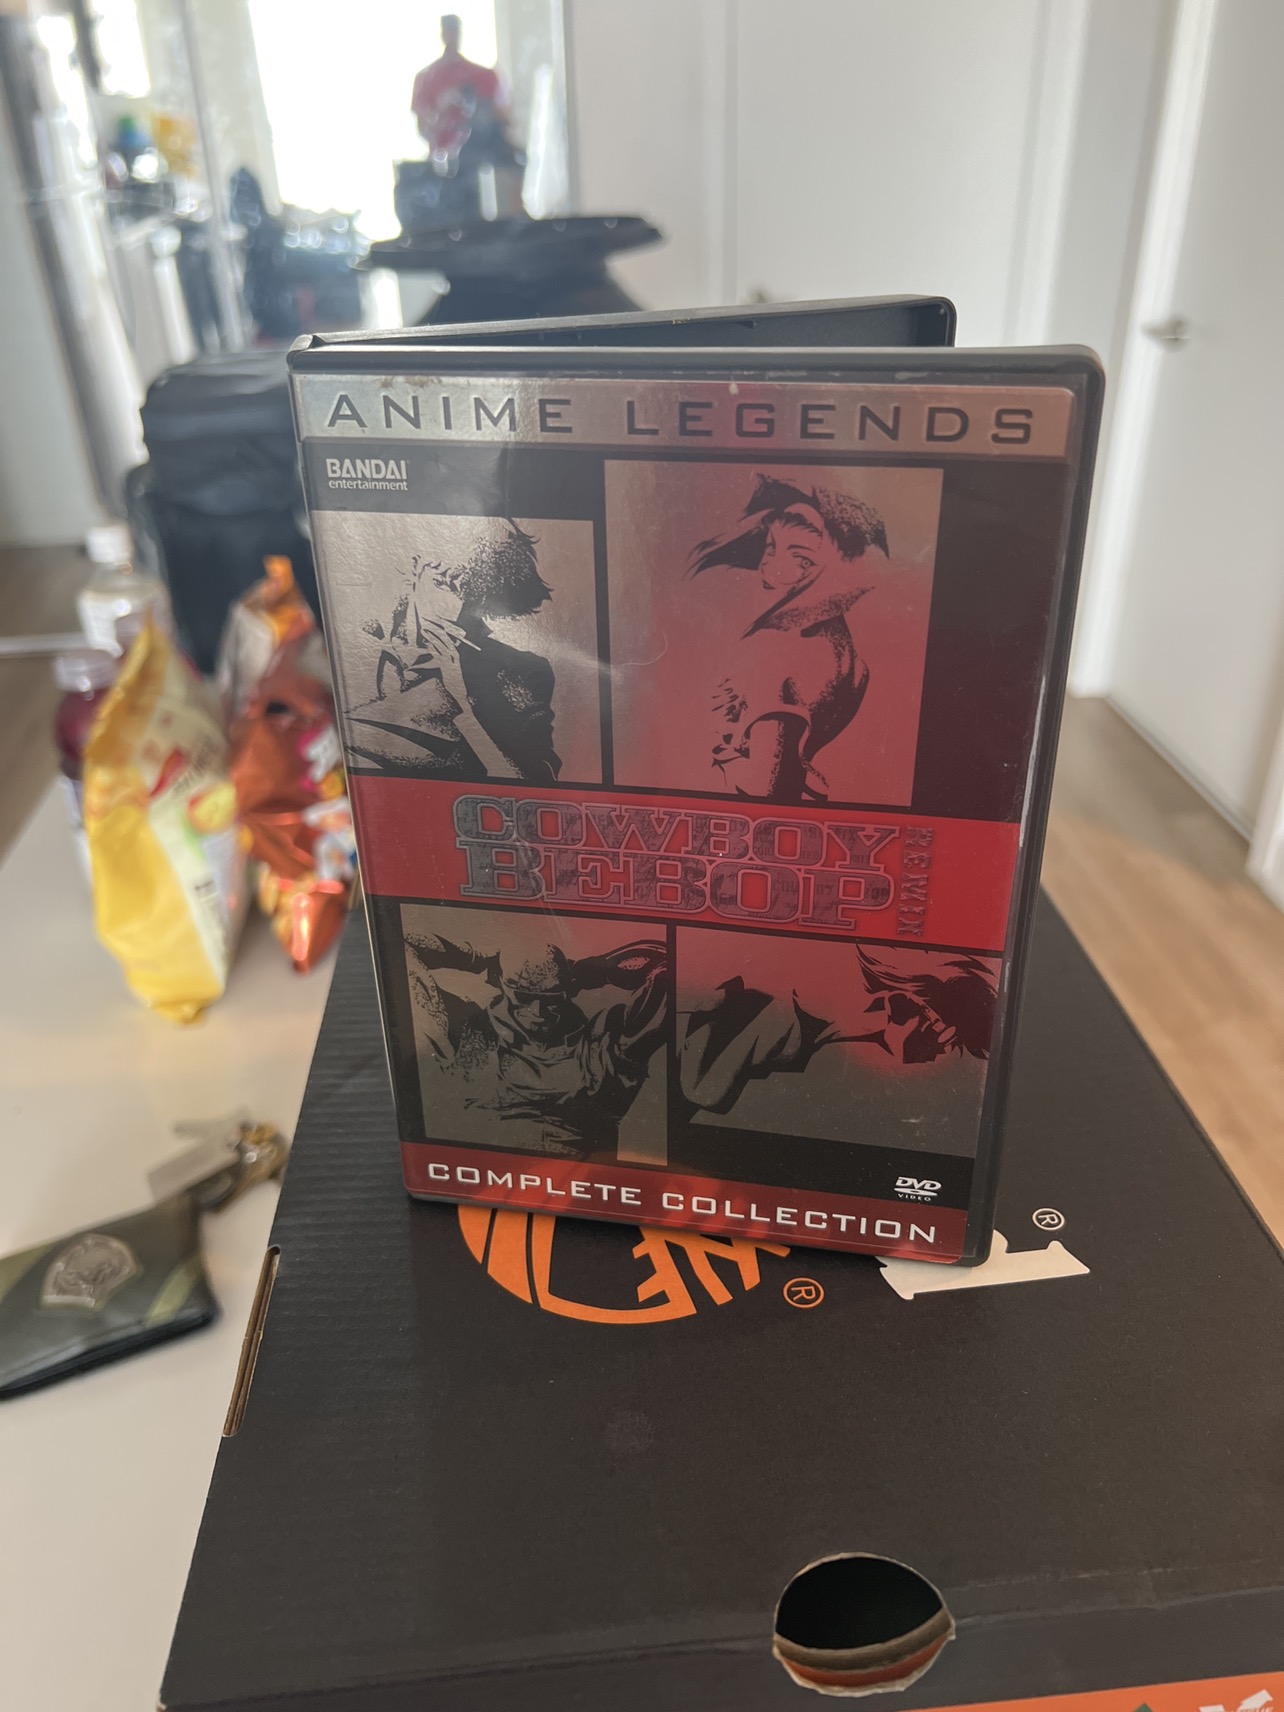 ANIME LEGENDS
BANDAI
entertainment
COWBOY
BEBOP
REMIX
COMPLETE COLLECTION
DVD
VIDEO
®
®